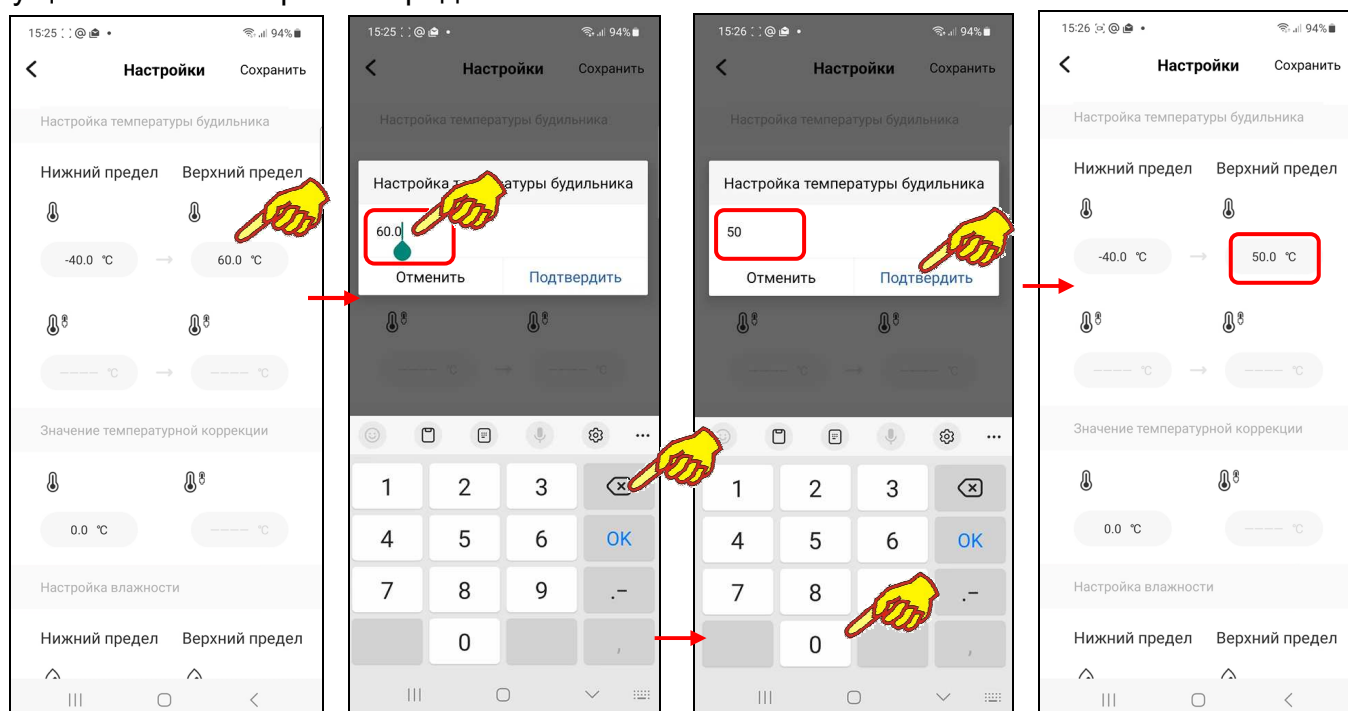 15:25 @
94%
Настройки
Сохранить
Настройка температуры будильника
Нижний предел
Верхний предел
-40.0 ℃ → 60.0 ℃
---- ℃ → ---- ℃
Значение температурной коррекции
0.0 ℃
---- ℃
Настройка влажности
Нижний предел
Верхний предел
15:25 @
94%
Настройки
Сохранить
Настройка температуры будильника
60.0
Отменить
Подтвердить
---- ℃ → ---- ℃
1 2 3
4 5 6 OK
7 8 9 .-
0 ,
15:26 @
94%
Настройки
Сохранить
Настройка температуры будильника
Настройка температуры будильника
50
Отменить
Подтвердить
---- ℃ → ---- ℃
1 2 3
4 5 6 OK
7 8 .-
0 ,
15:26 @
94%
Настройки
Сохранить
Настройка температуры будильника
Нижний предел
Верхний предел
-40.0 ℃ → 50.0 ℃
---- ℃ → ---- ℃
Значение температурной коррекции
0.0 ℃
---- ℃
Настройка влажности
Нижний предел
Верхний предел